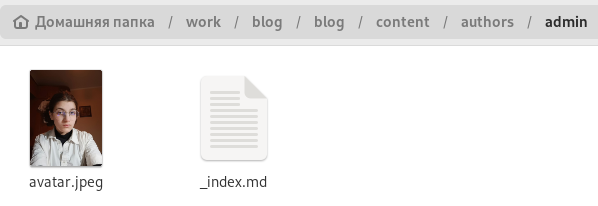 Домашняя папка / work / blog / blog / content / authors / admin
avatar.jpeg
_index.md